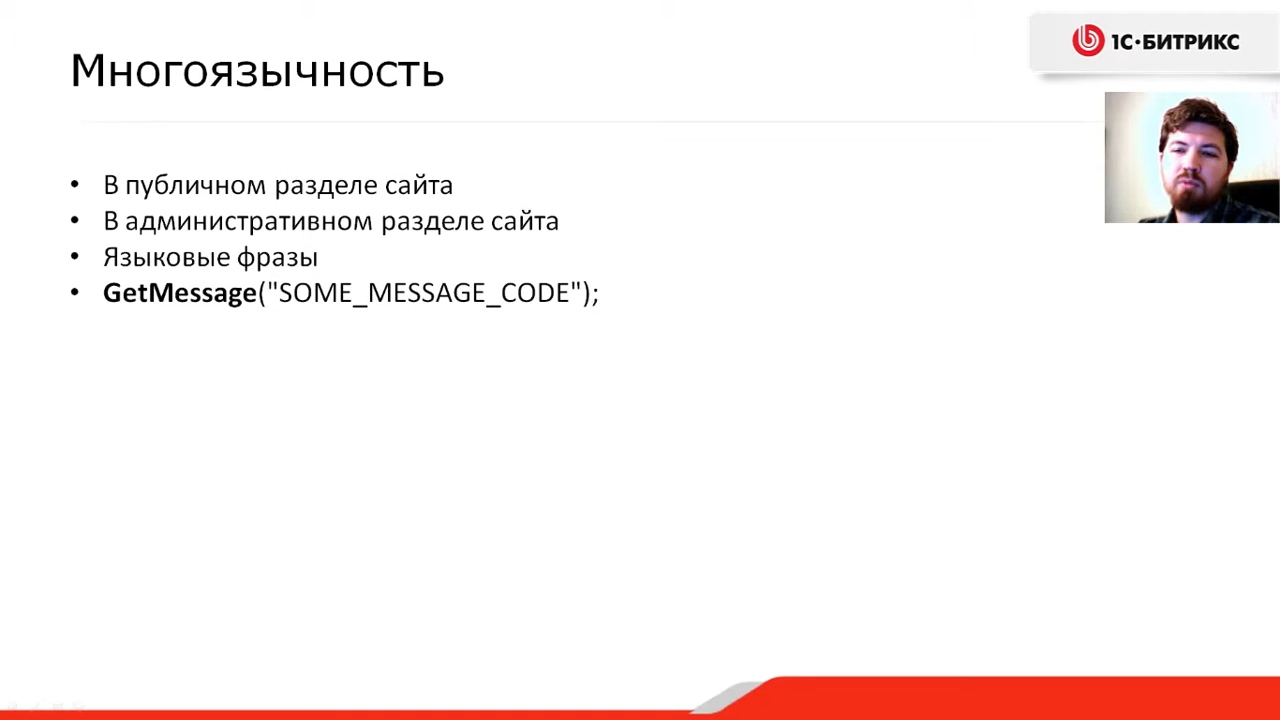 Многоязычность
1С·БИТРИКС
• В публичном разделе сайта
• В административном разделе сайта
• Языковые фразы
• GetMessage("SOME_MESSAGE_CODE");